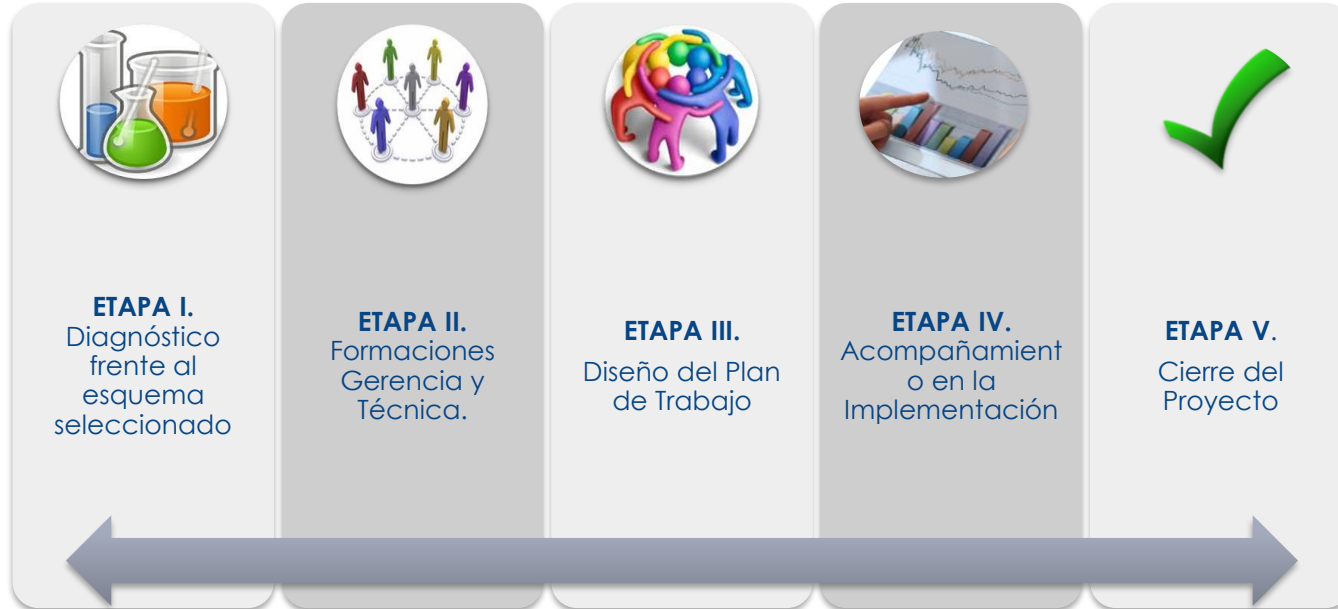 ETAPA I.
Diagnóstico
frente al
esquema
seleccionado
ETAPA II.
Formaciones
Gerencia y
Técnica.
ETAPA III.
Diseño del Plan
de Trabajo
ETAPA IV.
Acompañamient
o en la
Implementación
ETAPA V.
Cierre del
Proyecto